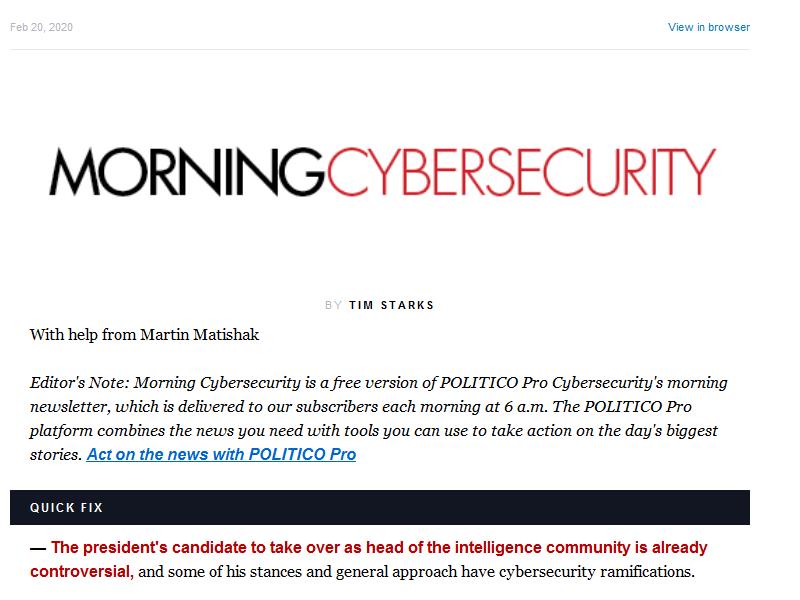 Feb 20, 2020
View in browser
MORNINGCYBERSECURITY
BY TIM STARKS
With help from Martin Matishak
Editor's Note: Morning Cybersecurity is a free version of POLITICO Pro Cybersecurity's morning
newsletter, which is delivered to our subscribers each morning at 6 a.m. The POLITICO Pro
platform combines the news you need with tools you can use to take action on the day's biggest
stories. Act on the news with POLITICO Pro
QUICK FIX
— The president's candidate to take over as head of the intelligence community is already
controversial, and some of his stances and general approach have cybersecurity ramifications.